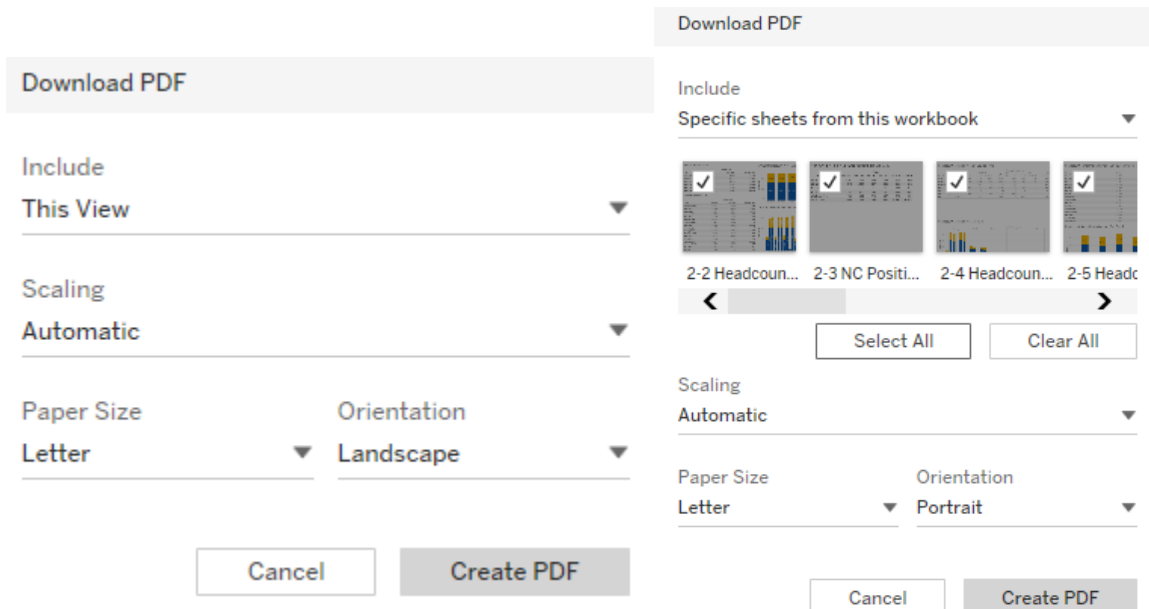 Download PDF
Include
This View
Scaling
Automatic
Paper Size
Orientation
Letter
Landscape
Cancel
Create PDF
Download PDF
Include
Specific sheets from this workbook
2-2 Headcoun...
2-3 NC Positi...
2-4 Headcoun...
2-5 Headc
Select All
Clear All
Scaling
Automatic
Paper Size
Orientation
Letter
Portrait
Cancel
Create PDF